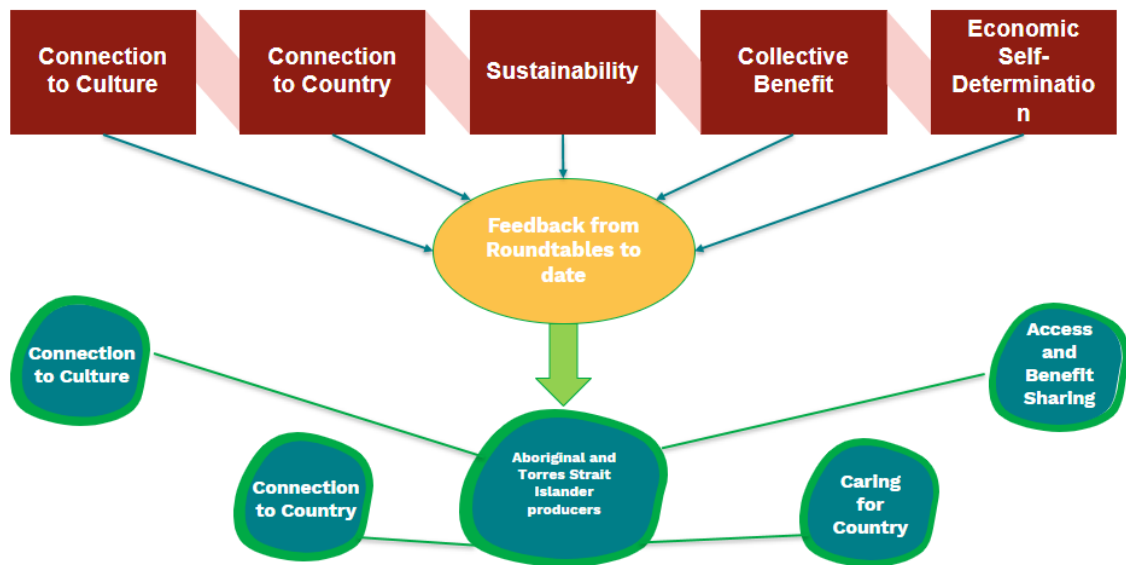 Connection
to Culture
Connection
to Country
Sustainability
Collective
Benefit
Economic
Self-
Determinatio
n
Feedback from
Roundtables to
date
Connection
to Culture
Access
and
Benefit
Sharing
Aboriginal and
Torres Strait
Islander
producers
Connection
to Country
Caring
for
Country